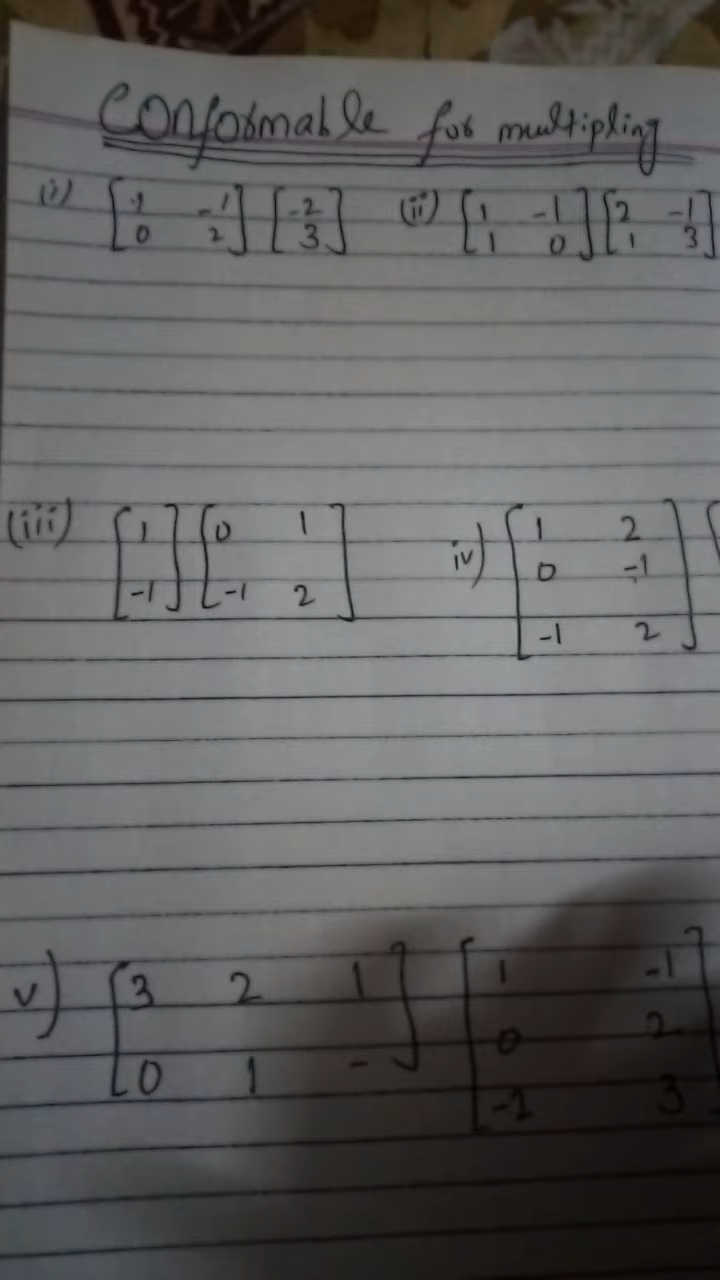 Conformable for multipling
(i) [ -1 ] [-2] (ii) [1 -1] [2 -1]
[0 2] [3] [1 0] [1 3]
(iii) [1] [0 1] iv) [1 2] [
0 -1
[-1] [-1 2] [-1 2]
v) [3 2 1] [1 -1]
0 2
[0 1 -] [ 3]